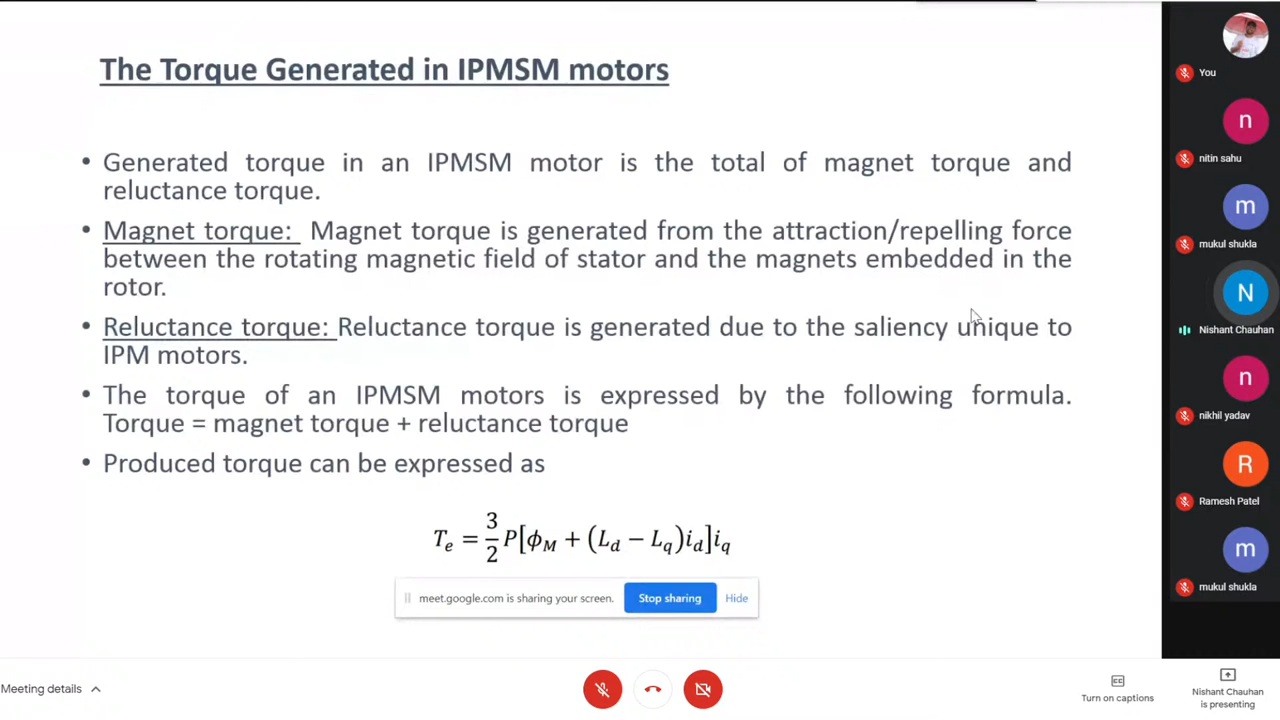 The Torque Generated in IPMSM motors
• Generated torque in an IPMSM motor is the total of magnet torque and
reluctance torque.
• Magnet torque: Magnet torque is generated from the attraction/repelling force
between the rotating magnetic field of stator and the magnets embedded in the
rotor.
• Reluctance torque: Reluctance torque is generated due to the saliency unique to
IPM motors.
• The torque of an IPMSM motors is expressed by the following formula.
Torque = magnet torque + reluctance torque
• Produced torque can be expressed as
T_e = 3/2 P[ϕ_M + (L_d − L_q)i_d]i_q
meet.google.com is sharing your screen. Stop sharing Hide
You
n
nitin sahu
m
mukul shukla
N
Nishant Chauhan
n
nikhil yadav
R
Ramesh Patel
m
mukul shukla
Meeting details
Turn on captions
Nishant Chauhan
is presenting